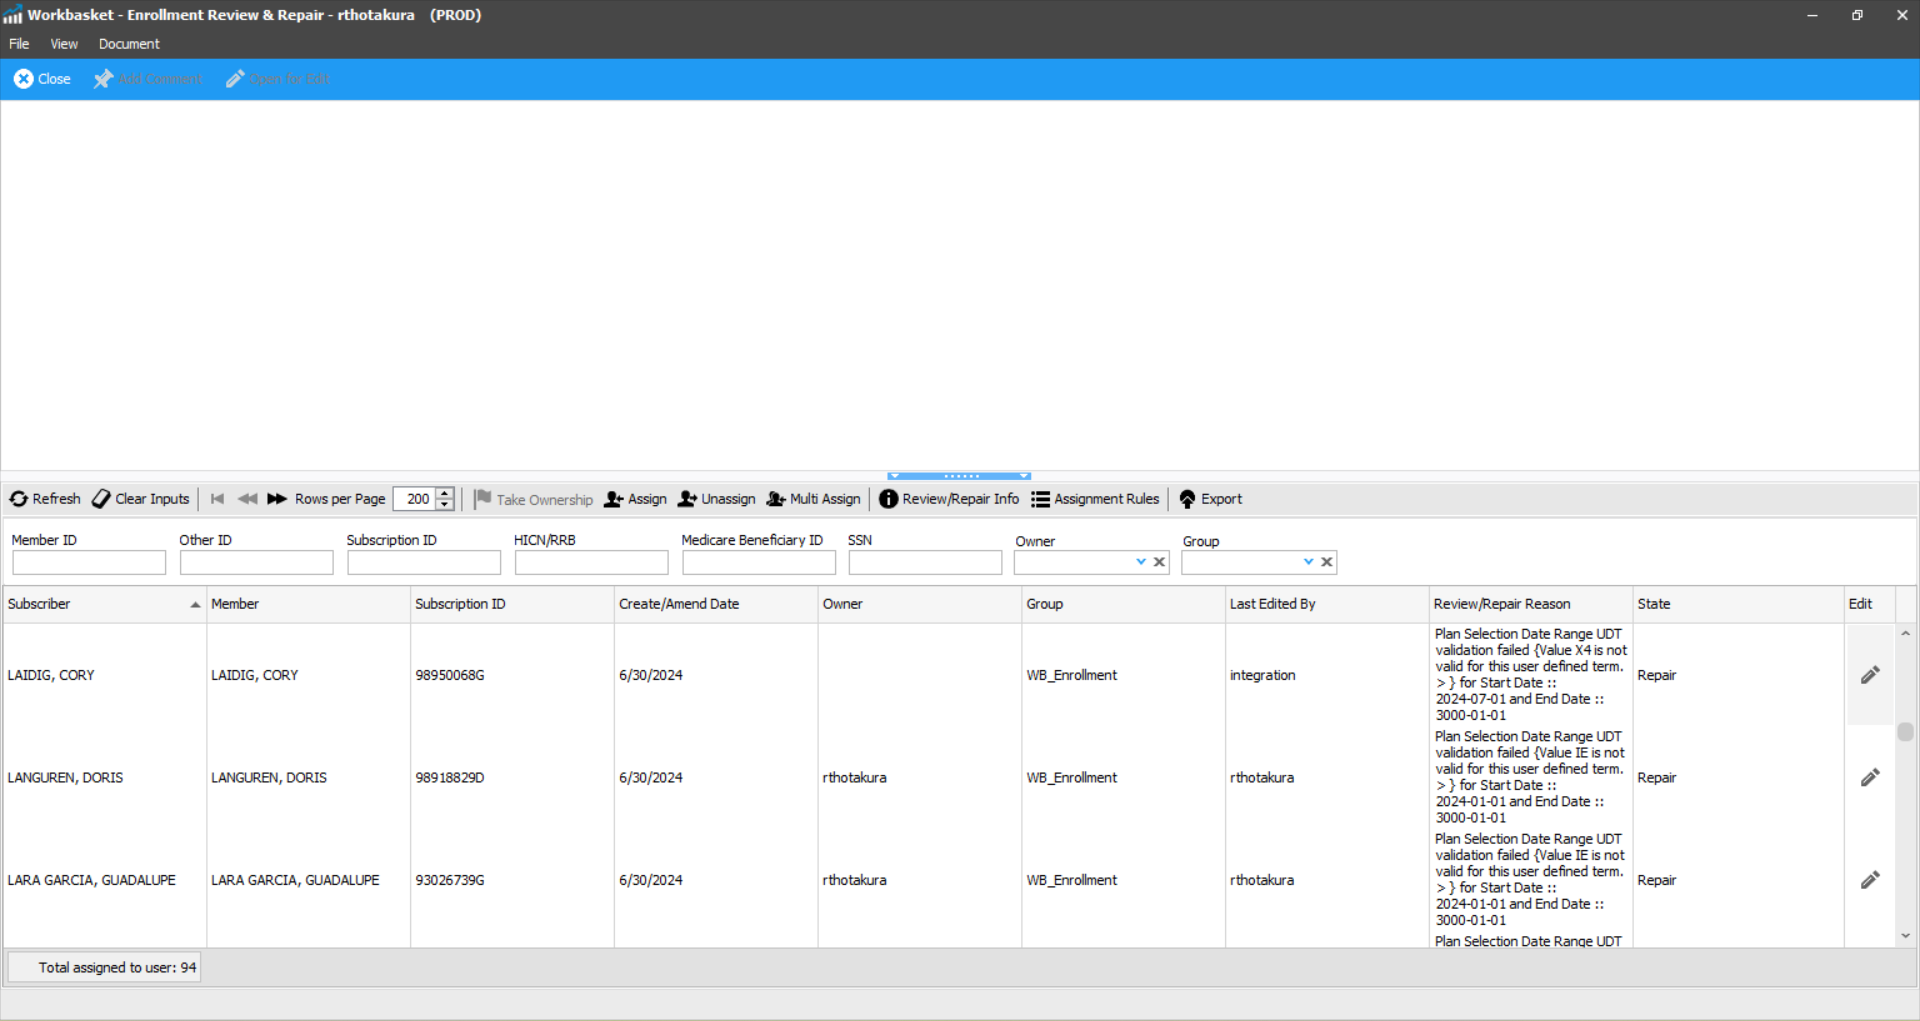 Workbasket - Enrollment Review & Repair - rthotakura (PROD)
File View Document
Close Add Comment Open for Edit
Refresh Clear Inputs Rows per Page 200 Take Ownership Assign Unassign Multi Assign Review/Repair Info Assignment Rules Export
Member ID Other ID Subscription ID HICN/RRB Medicare Beneficiary ID SSN Owner Group
Subscriber Member Subscription ID Create/Amend Date Owner Group Last Edited By Review/Repair Reason State Edit
Plan Selection Date Range UDT
validation failed {Value X4 is not
valid for this user defined term.
LAIDIG, CORY LAIDIG, CORY 98950068G 6/30/2024 WB_Enrollment integration > } for Start Date :: Repair
2024-07-01 and End Date ::
3000-01-01
Plan Selection Date Range UDT
validation failed {Value IE is not
valid for this user defined term.
LANGUREN, DORIS LANGUREN, DORIS 98918829D 6/30/2024 rthotakura WB_Enrollment rthotakura > } for Start Date :: Repair
2024-01-01 and End Date ::
3000-01-01
Plan Selection Date Range UDT
validation failed {Value IE is not
valid for this user defined term.
LARA GARCIA, GUADALUPE LARA GARCIA, GUADALUPE 93026739G 6/30/2024 rthotakura WB_Enrollment rthotakura > } for Start Date :: Repair
2024-01-01 and End Date ::
3000-01-01
Plan Selection Date Range UDT
Total assigned to user: 94